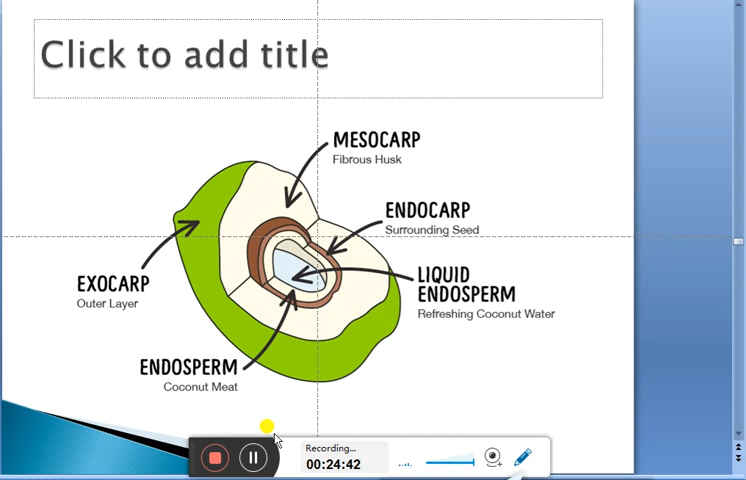 Click to add title
MESOCARP
Fibrous Husk
ENDOCARP
Surrounding Seed
EXOCARP
Outer Layer
LIQUID
ENDOSPERM
Refreshing Coconut Water
ENDOSPERM
Coconut Meat
Recording...
00:24:42